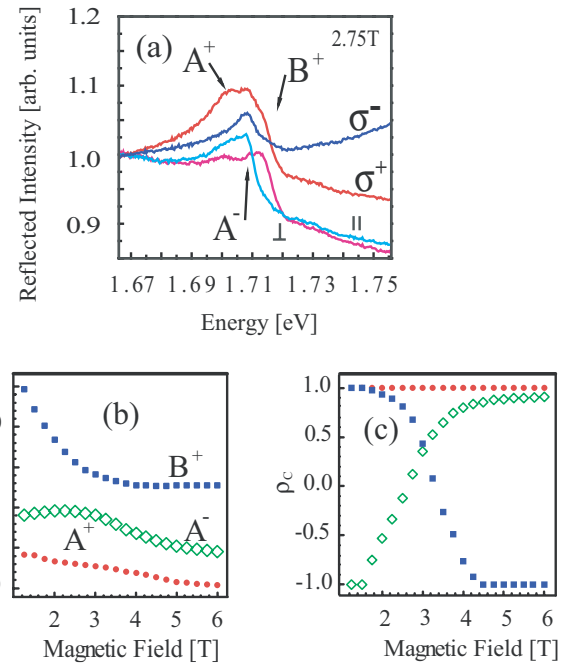 Reflected Intensity [arb. units]
1.2
1.1
1.0
0.9
(a)
2.75T
A+
B+
σ-
σ+
A-
⊥
||
1.67 1.69 1.71 1.73 1.75
Energy [eV]
(b)
B+
A-
A+
2 3 4 5 6
Magnetic Field [T]
(c)
ρC
1.0
0.5
0.0
-0.5
-1.0
2 3 4 5 6
Magnetic Field [T]